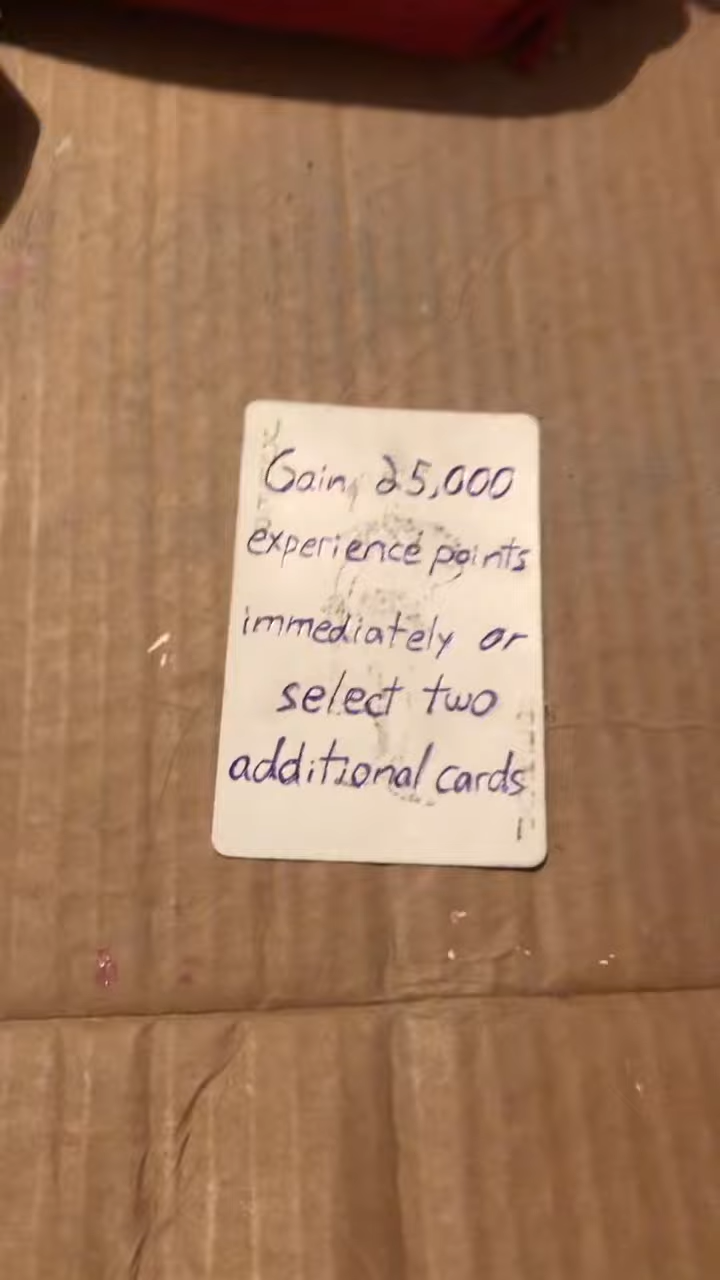 Gain 25,000
experience points
immediately or
select two
additional cards